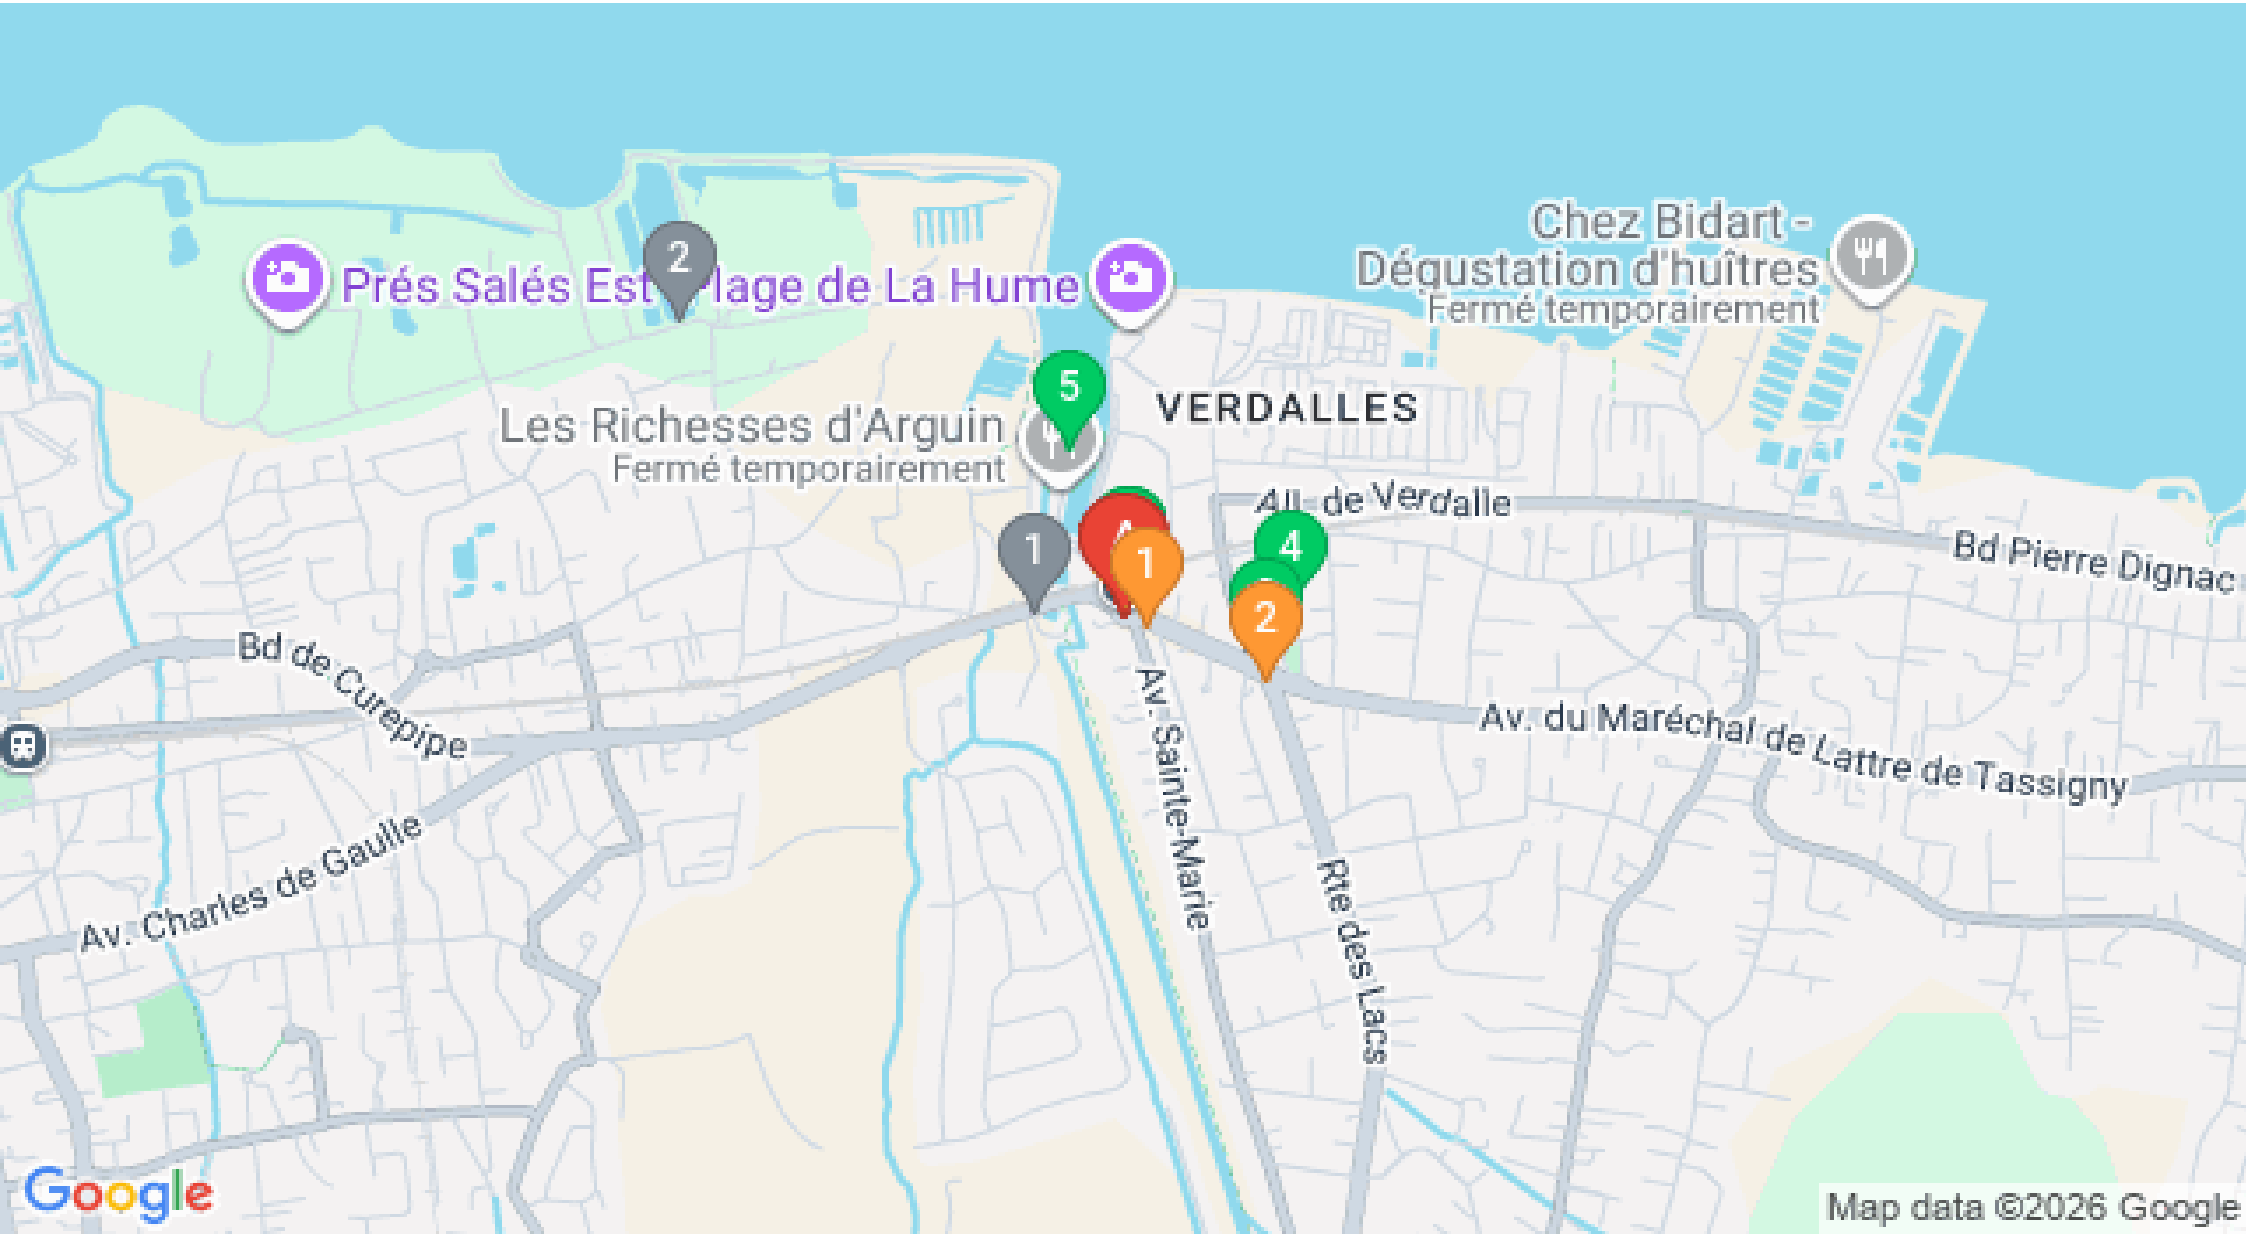 Chez Bidart -
Dégustation d'huîtres
Fermé temporairement
2
Prés Salés Est
lage de La Hume
5
VERDALLES
Les Richesses d'Arguin
Fermé temporairement
All. de Verdalle
Bd Pierre Dignac
1
1
4
2
Bd de Curepipe
Av. Sainte-Marie
Av. du Maréchal de Lattre de Tassigny
Av. Charles de Gaulle
Rte des Lacs
Google
Map data ©2026 Google